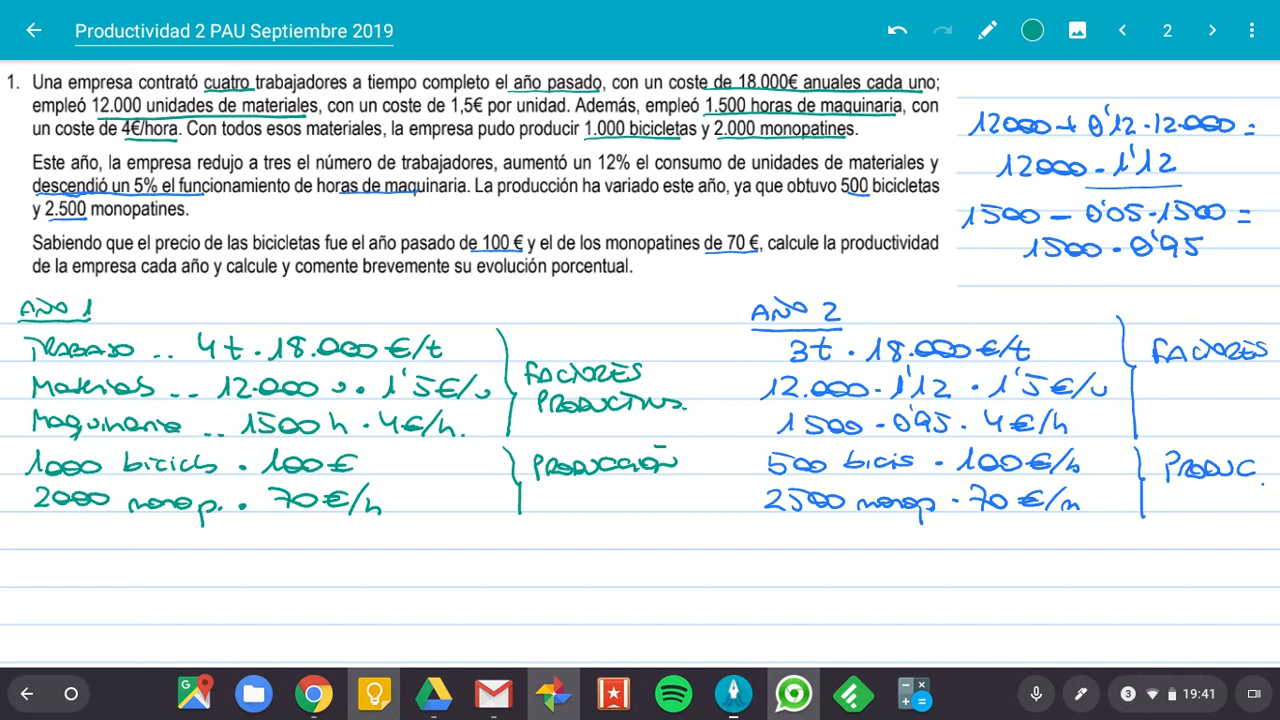 Productividad 2 PAU Septiembre 2019
2
1. Una empresa contrató cuatro trabajadores a tiempo completo el año pasado, con un coste de 18.000€ anuales cada uno;
empleó 12.000 unidades de materiales, con un coste de 1,5€ por unidad. Además, empleó 1.500 horas de maquinaria, con
un coste de 4€/hora. Con todos esos materiales, la empresa pudo producir 1.000 bicicletas y 2.000 monopatines.
Este año, la empresa redujo a tres el número de trabajadores, aumentó un 12% el consumo de unidades de materiales y
descendió un 5% el funcionamiento de horas de maquinaria. La producción ha variado este año, ya que obtuvo 500 bicicletas
y 2.500 monopatines.
Sabiendo que el precio de las bicicletas fue el año pasado de 100 € y el de los monopatines de 70 €, calcule la productividad
de la empresa cada año y calcule y comente brevemente su evolución porcentual.
12000 + 0'12 · 12.000 =
12000 · 1'12
1500 - 0'05 · 1500 =
1500 · 0'95
AÑO 1
TRABAJO .. 4 t · 18.000 €/t
Materiales .. 12.000 u · 1'5€/u
Maquinaria .. 1500 h · 4€/h.
FACTORES
PRODUCTIVOS.
1000 bicicls · 100€
2000 monop. · 70€/h
PRODUCCIÓN
AÑO 2
3t · 18.000€/t
12.000 · 1'12 · 1'5€/u
1500 · 0'95 · 4€/h
FACTORES
500 bicis · 100€/b
2500 monop · 70€/m
PRODUC.
3
19:41